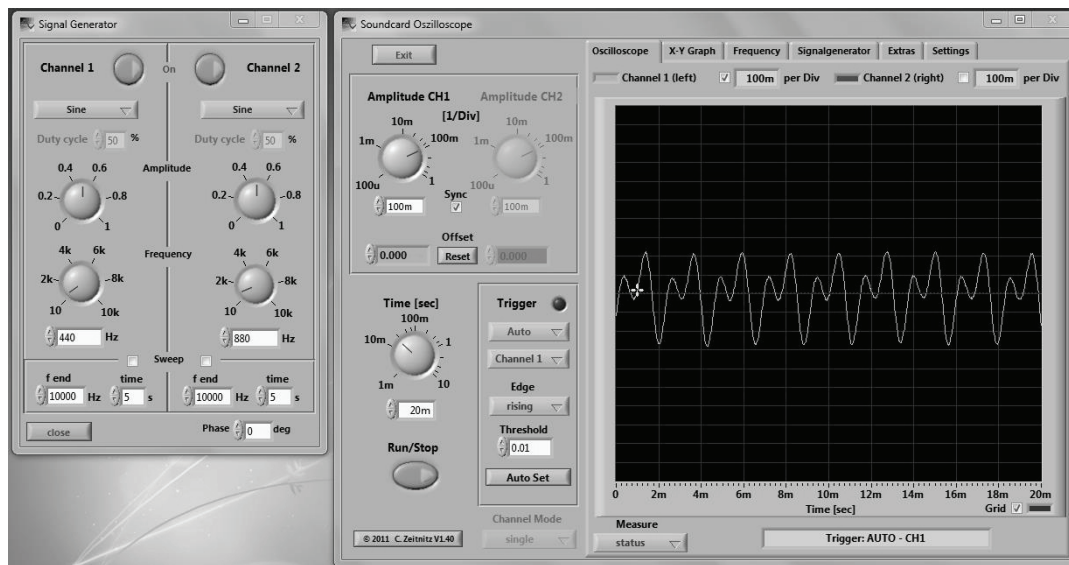 Signal Generator
Channel 1 On Channel 2
Sine Sine
Duty cycle 50 % Duty cycle 50 %
0.4 0.6 Amplitude 0.4 0.6
0.2 0.8 0.2 0.8
0 1 0 1
4k 6k Frequency 4k 6k
2k 8k 2k 8k
10 10k 10 10k
440 Hz 880 Hz
Sweep
f end time f end time
10000 Hz 5 s 10000 Hz 5 s
close Phase 0 deg
Soundcard Oszilloscope
Exit
Amplitude CH1 Amplitude CH2
[1/Div]
10m 10m
1m 100m 1m 100m
100u 1 100u 1
Sync
100m 100m
Offset
0.000 Reset 0.000
Time [sec]
100m
10m 1
1m 10
20m
Run/Stop
© 2011 C. Zeitnitz V1.40
Trigger
Auto
Channel 1
Edge
rising
Threshold
0.01
Auto Set
Channel Mode
single
Oscilloscope X-Y Graph Frequency Signalgenerator Extras Settings
Channel 1 (left) 100m per Div Channel 2 (right) 100m per Div
0 2m 4m 6m 8m 10m 12m 14m 16m 18m 20m
Time [sec] Grid
Measure
status Trigger: AUTO - CH1